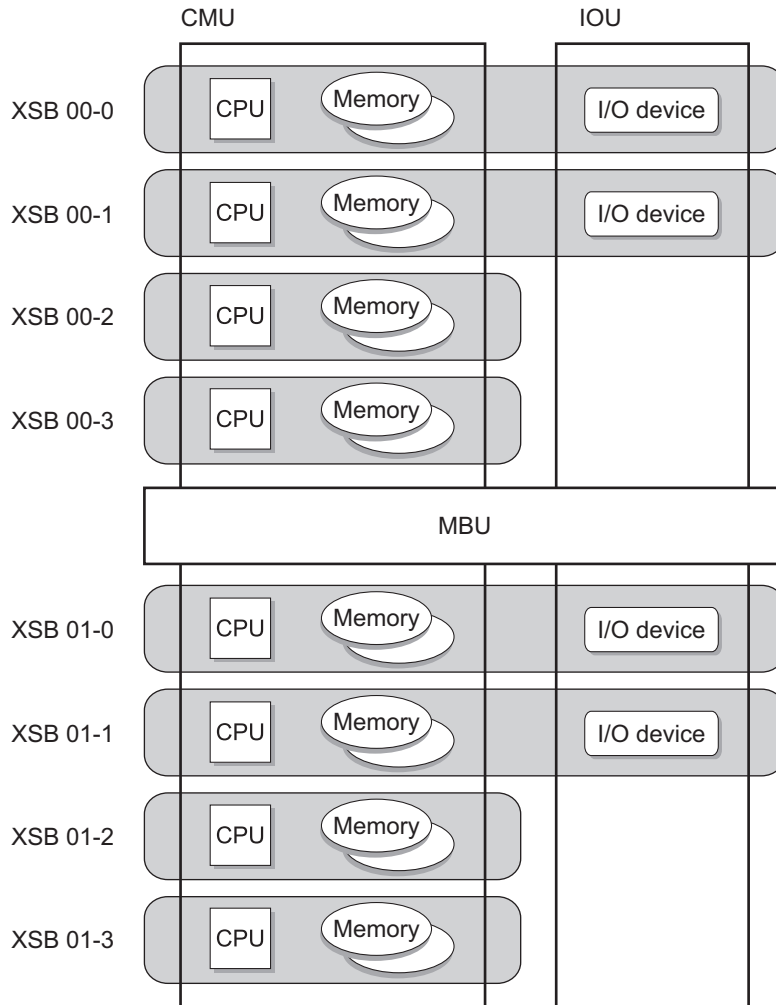 CMU IOU
XSB 00-0 CPU Memory I/O device
XSB 00-1 CPU Memory I/O device
XSB 00-2 CPU Memory
XSB 00-3 CPU Memory
MBU
XSB 01-0 CPU Memory I/O device
XSB 01-1 CPU Memory I/O device
XSB 01-2 CPU Memory
XSB 01-3 CPU Memory